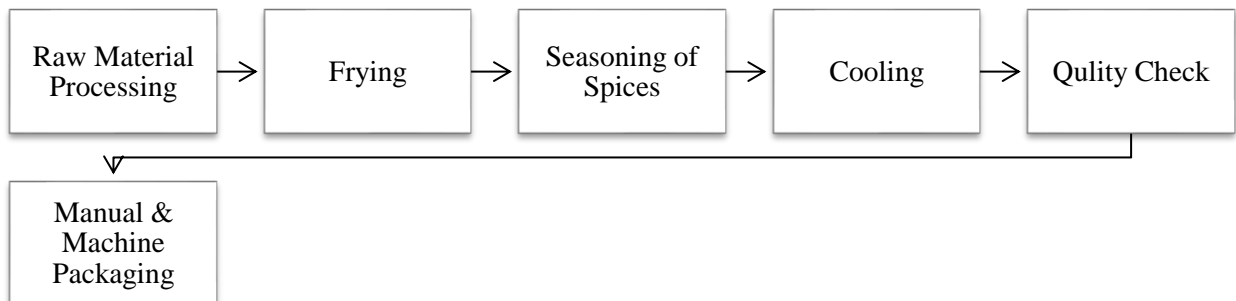 Raw Material
Processing
Frying
Seasoning of
Spices
Cooling
Qulity Check
Manual &
Machine
Packaging